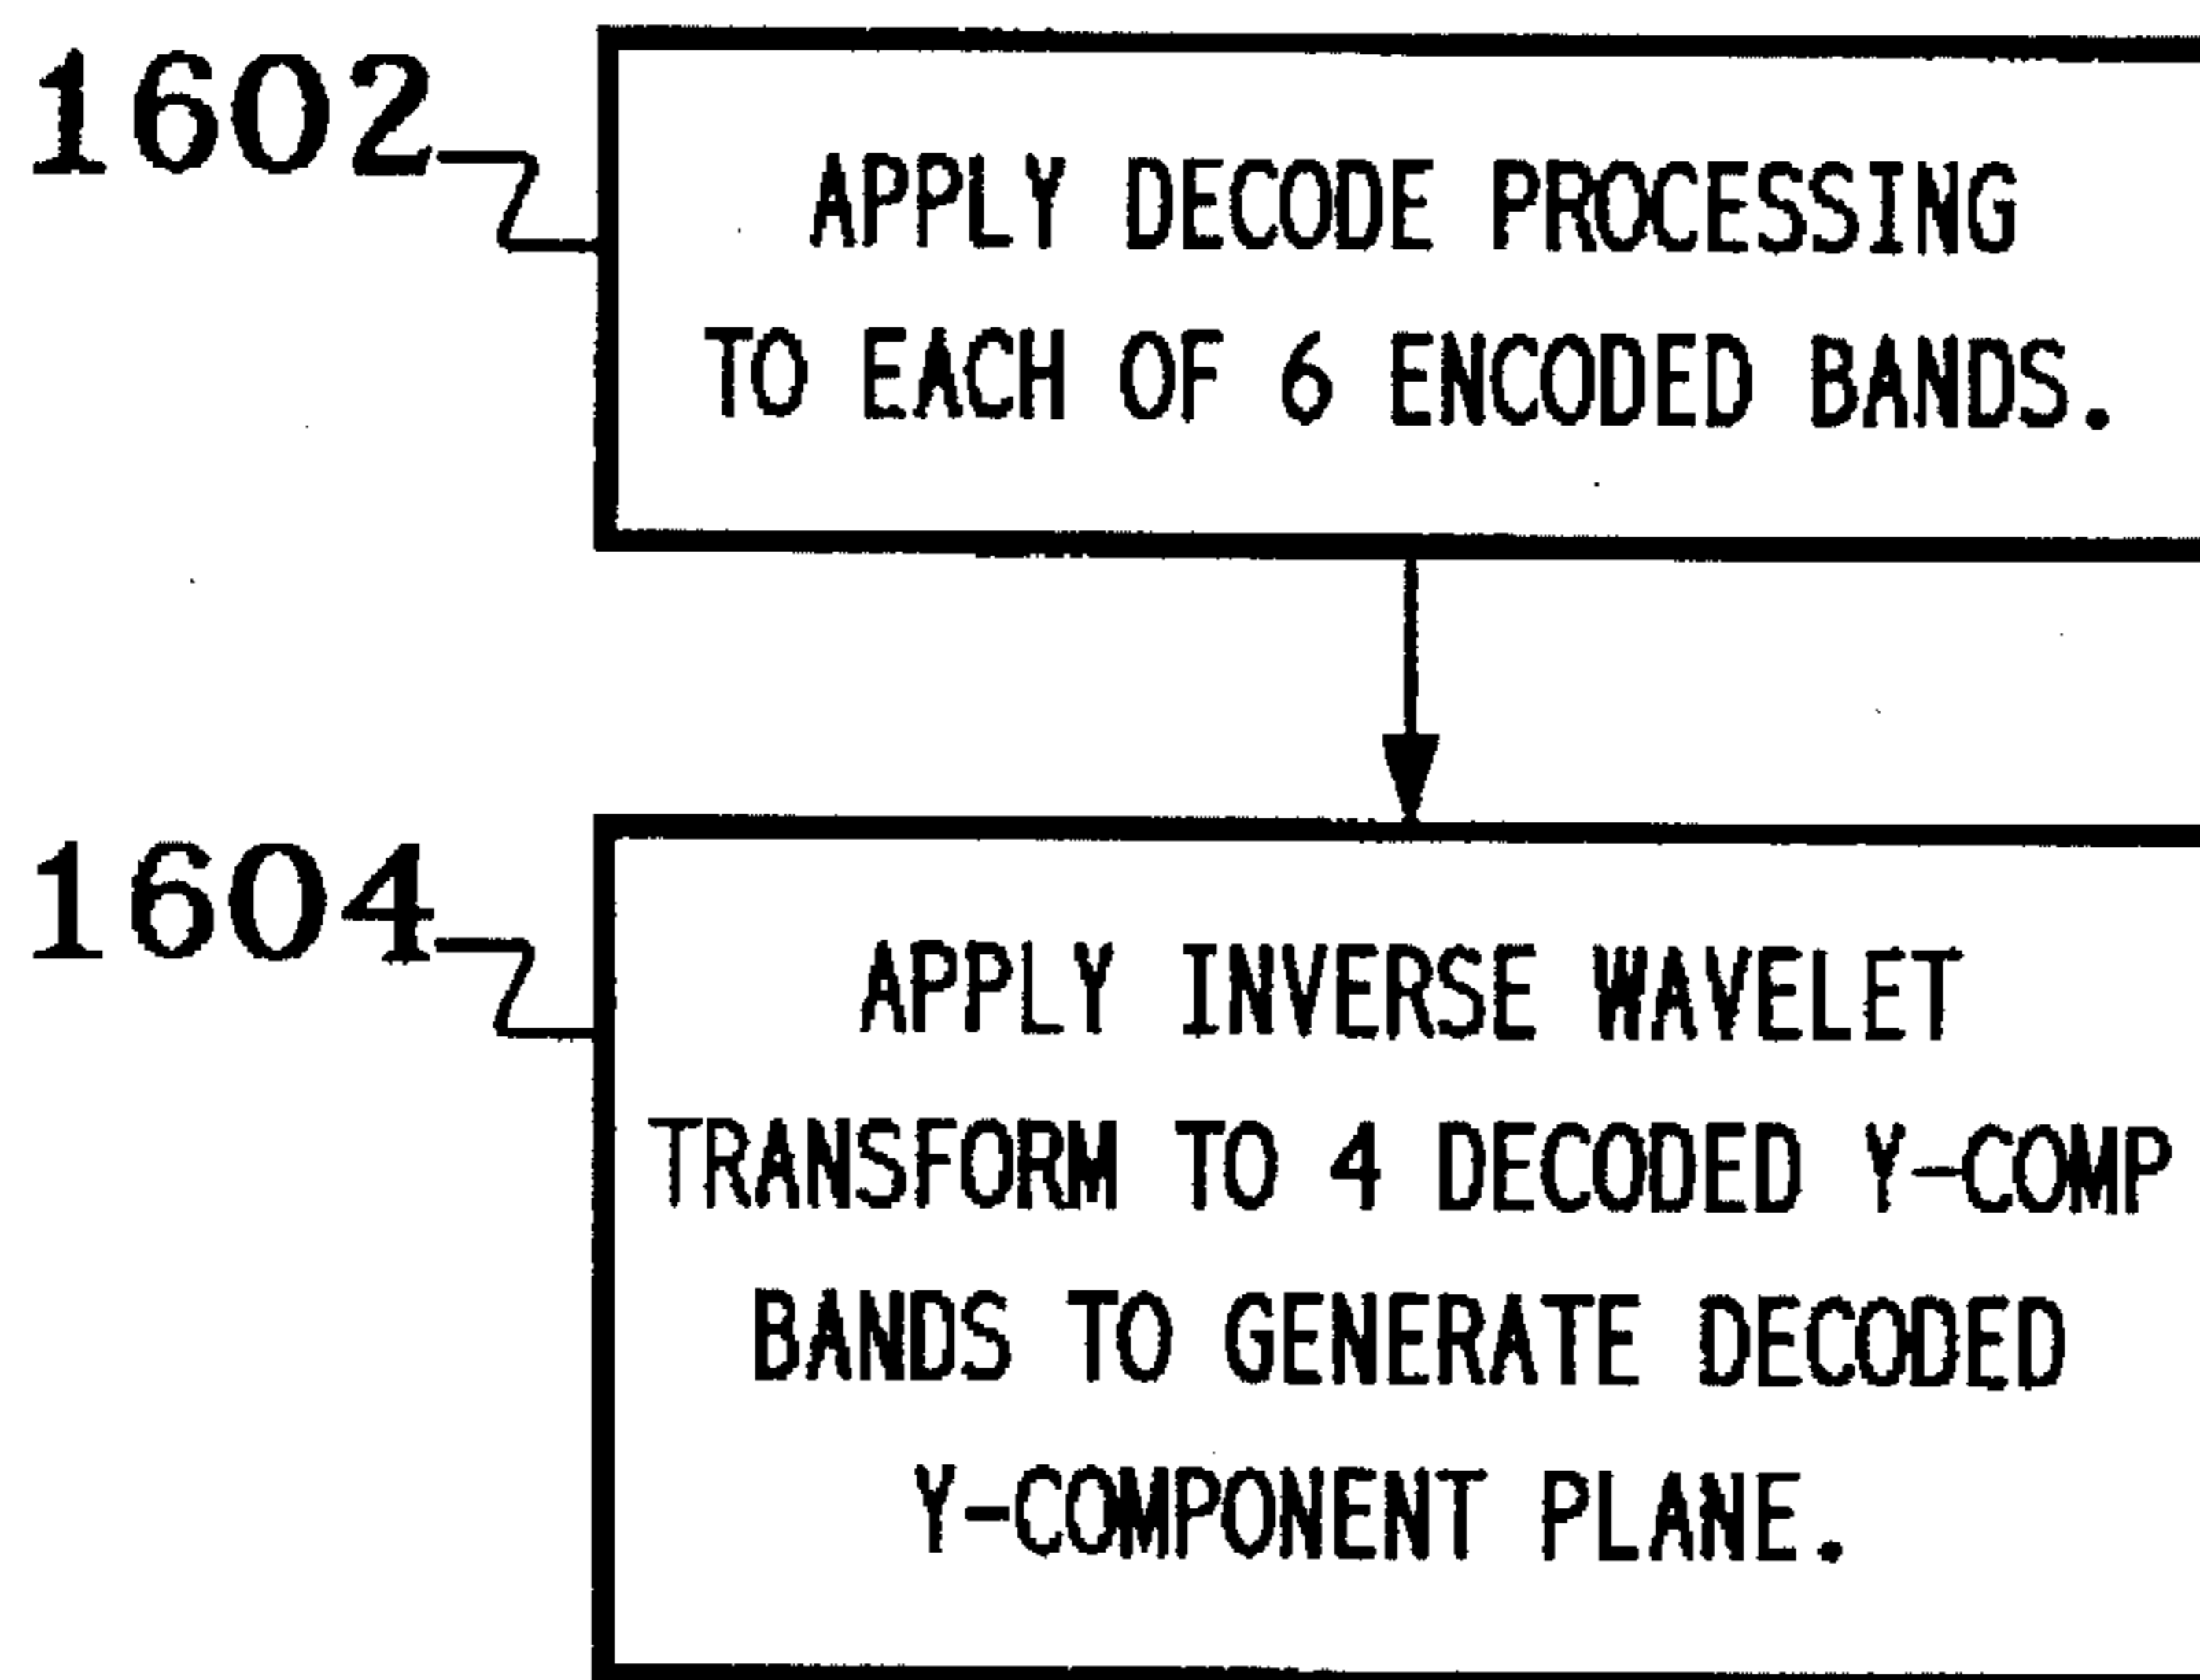 1602
APPLY DECODE PROCESSING
TO EACH OF 6 ENCODED BANDS.
1604
APPLY INVERSE WAVELET
TRANSFORM TO 4 DECODED Y-COMP
BANDS TO GENERATE DECODED
Y-COMPONENT PLANE.